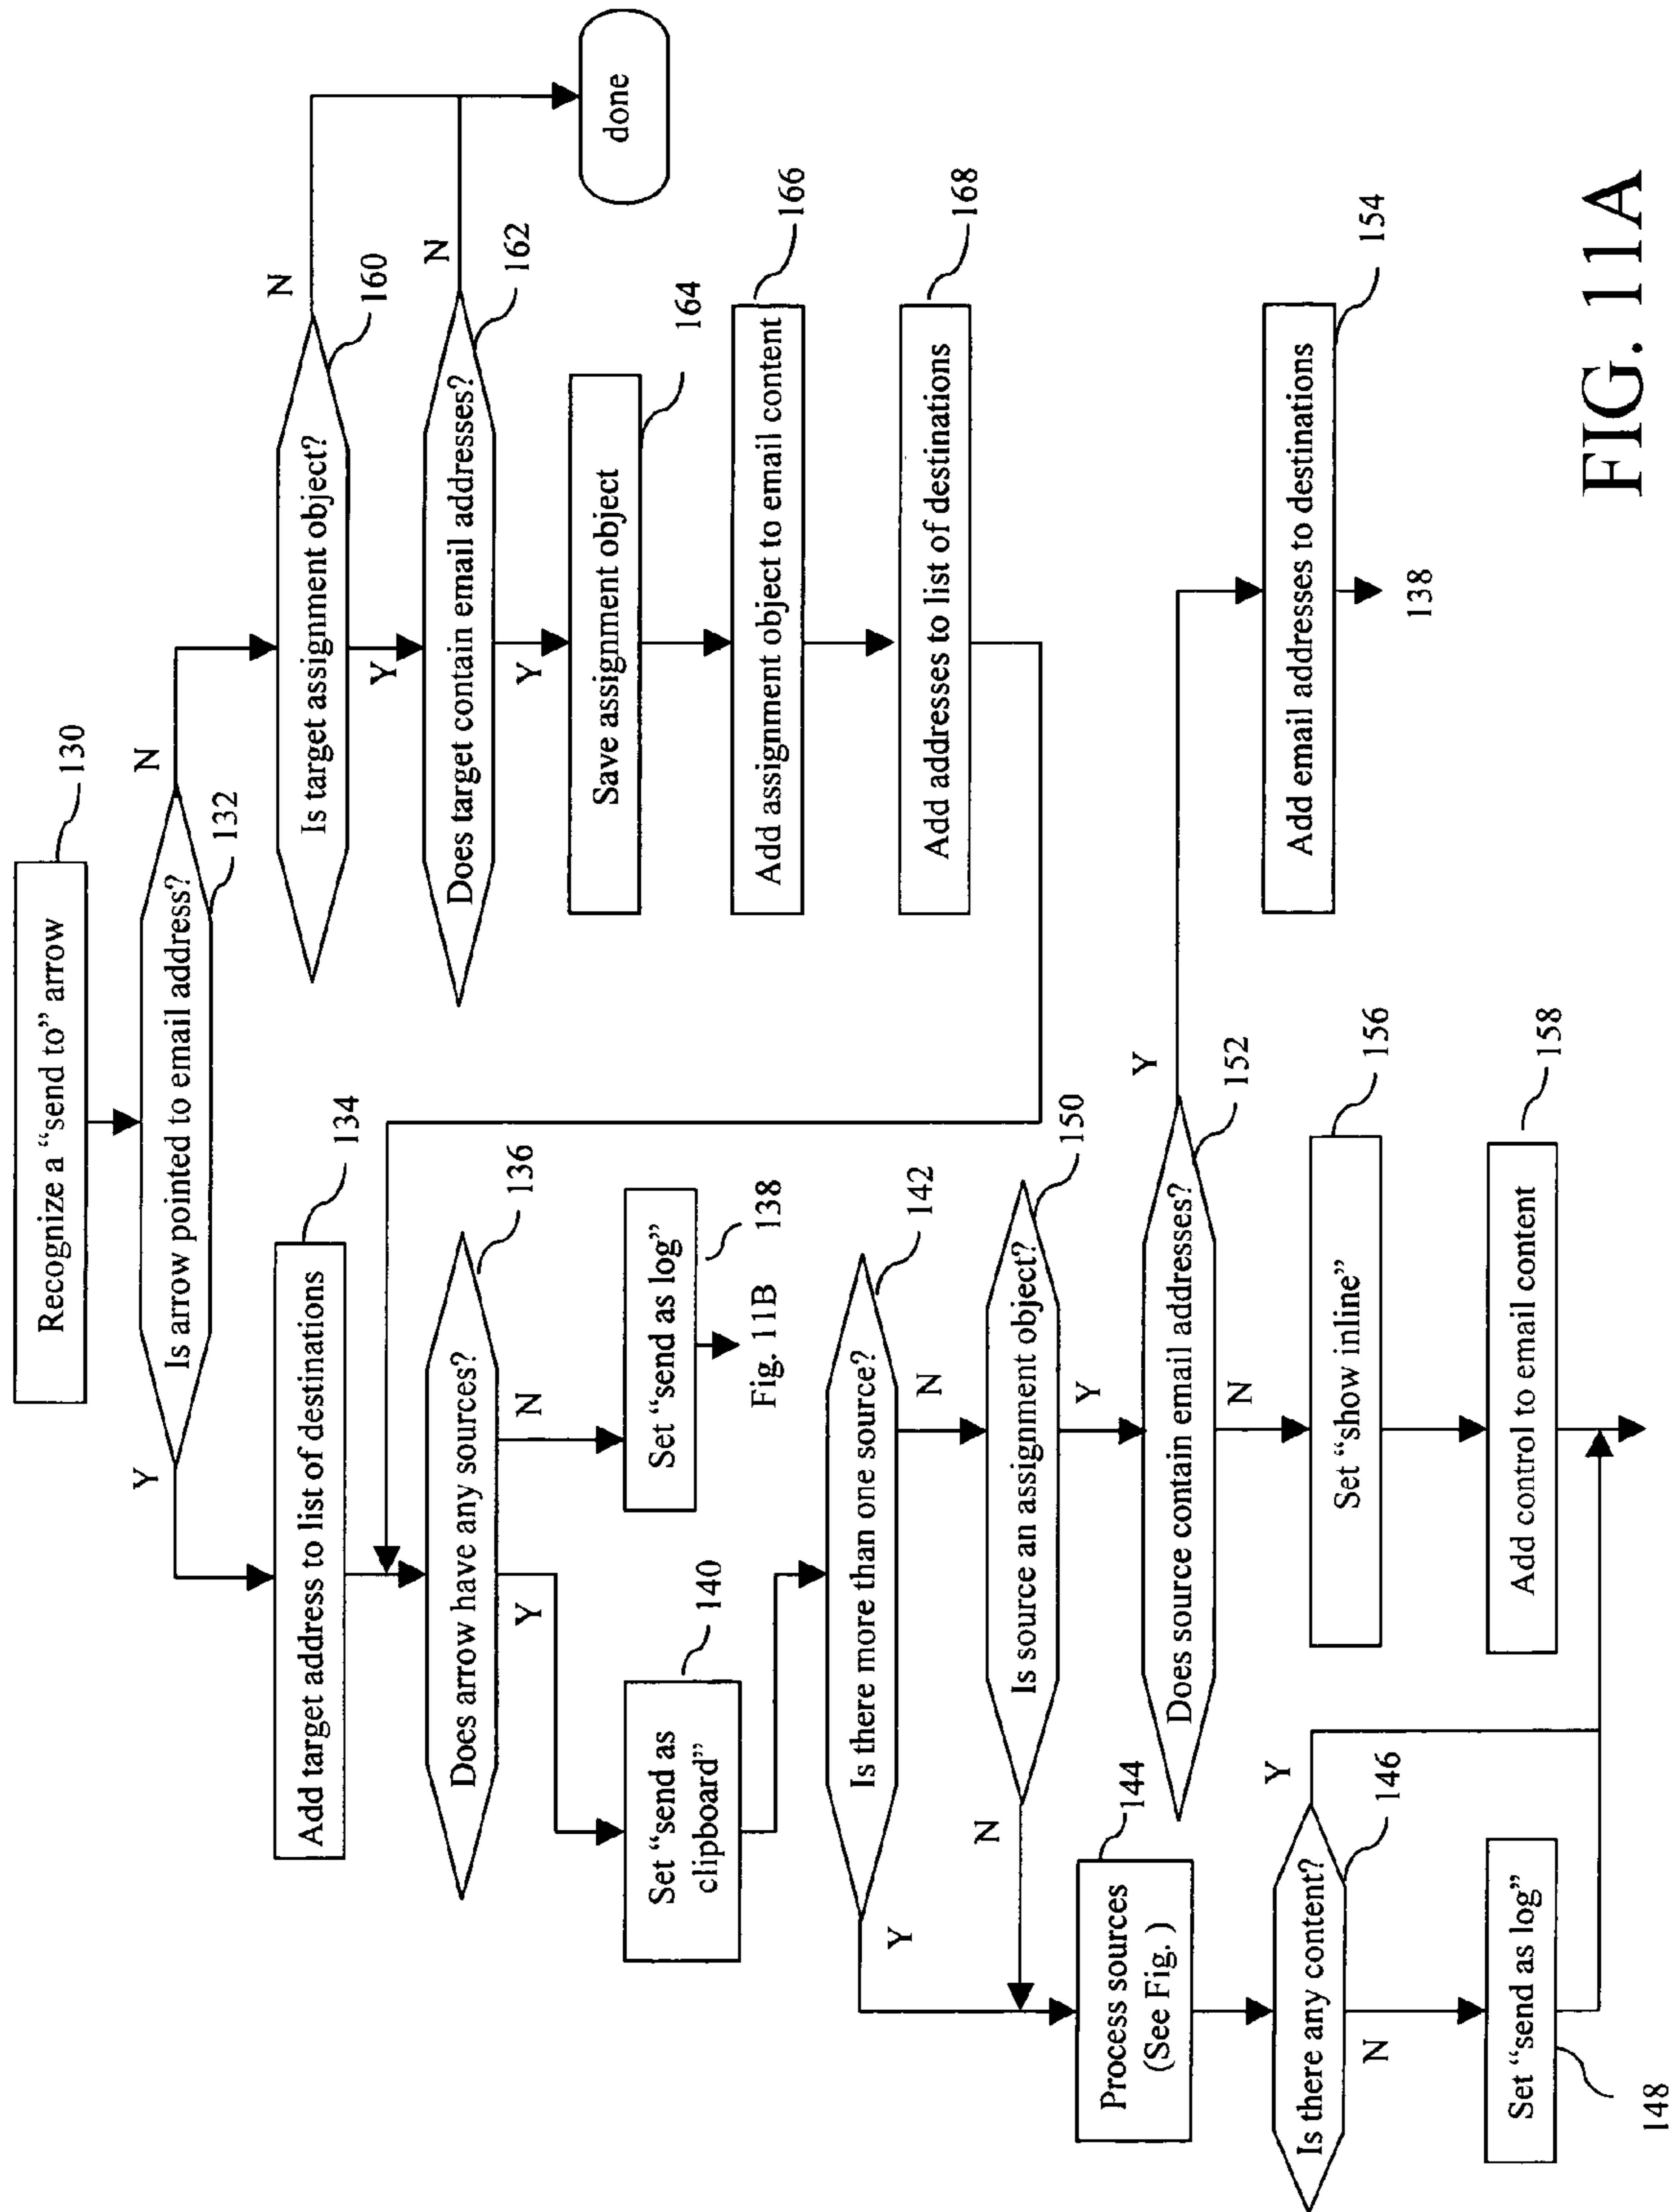 Recognize a “send to” arrow
130
Is arrow pointed to email address?
132
Y
N
Add target address to list of destinations
134
Is target assignment object?
160
N
Y
Does arrow have any sources?
136
Y
N
Does target contain email addresses?
162
N
Y
Set “send as
clipboard”
140
Set “send as log”
138
Fig. 11B
Save assignment object
164
done
Is there more than one source?
142
Y
N
Add assignment object to email content
166
Is source an assignment object?
150
N
Y
Add addresses to list of destinations
168
Process sources
(See Fig. )
144
Does source contain email addresses?
152
Y
N
Is there any content?
146
Y
N
Set “show inline”
156
Add email addresses to destinations
154
138
Set “send as log”
148
Add control to email content
158
FIG. 11A